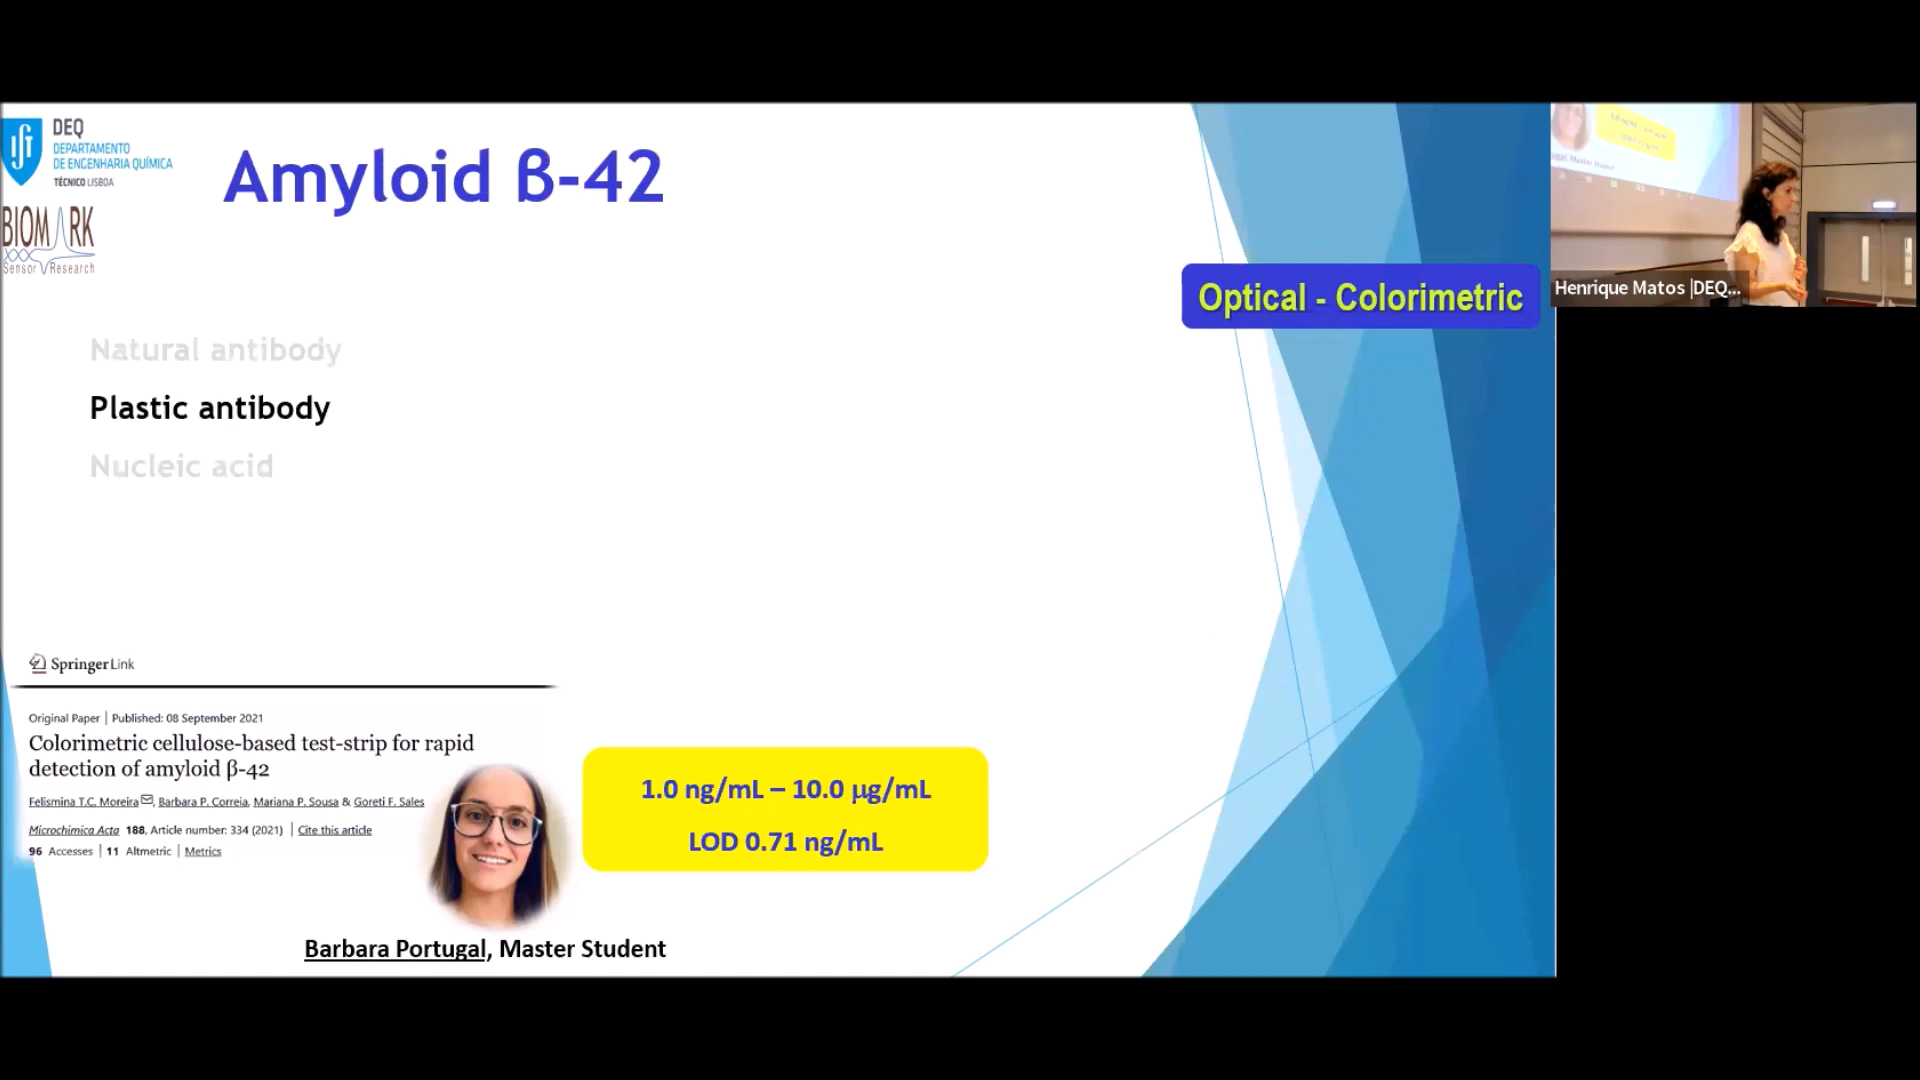 DEQ
DEPARTAMENTO
DE ENGENHARIA QUÍMICA
TÉCNICO LISBOA
BIOMARK
Sensor Research
Amyloid β-42
Optical - Colorimetric
Henrique Matos |DEQ...
Natural antibody
Plastic antibody
Nucleic acid
Springer Link
Original Paper | Published: 08 September 2021
Colorimetric cellulose-based test-strip for rapid
detection of amyloid β-42
Felismina T.C. Moreira, Barbara P. Correia, Mariana P. Sousa & Goreti F. Sales
Microchimica Acta 188, Article number: 334 (2021) | Cite this article
96 Accesses | 11 Altmetric | Metrics
1.0 ng/mL – 10.0 µg/mL
LOD 0.71 ng/mL
Barbara Portugal, Master Student